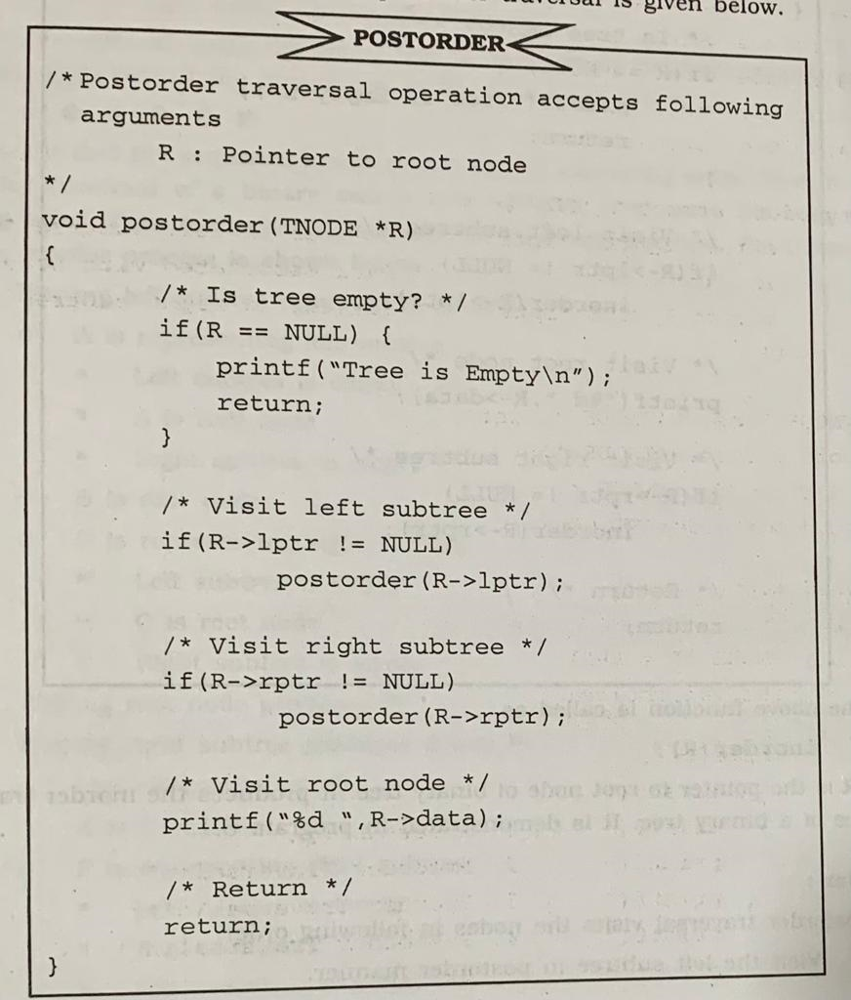 is given below.
POSTORDER
/* Postorder traversal operation accepts following
arguments
R : Pointer to root node
*/
void postorder(TNODE *R)
{
/* Is tree empty? */
if(R == NULL) {
printf("Tree is Empty\n");
return;
}
/* Visit left subtree */
if(R->lptr != NULL)
postorder(R->lptr);
/* Visit right subtree */
if(R->rptr != NULL)
postorder(R->rptr);
/* Visit root node */
printf("%d ",R->data);
/* Return */
return;
}